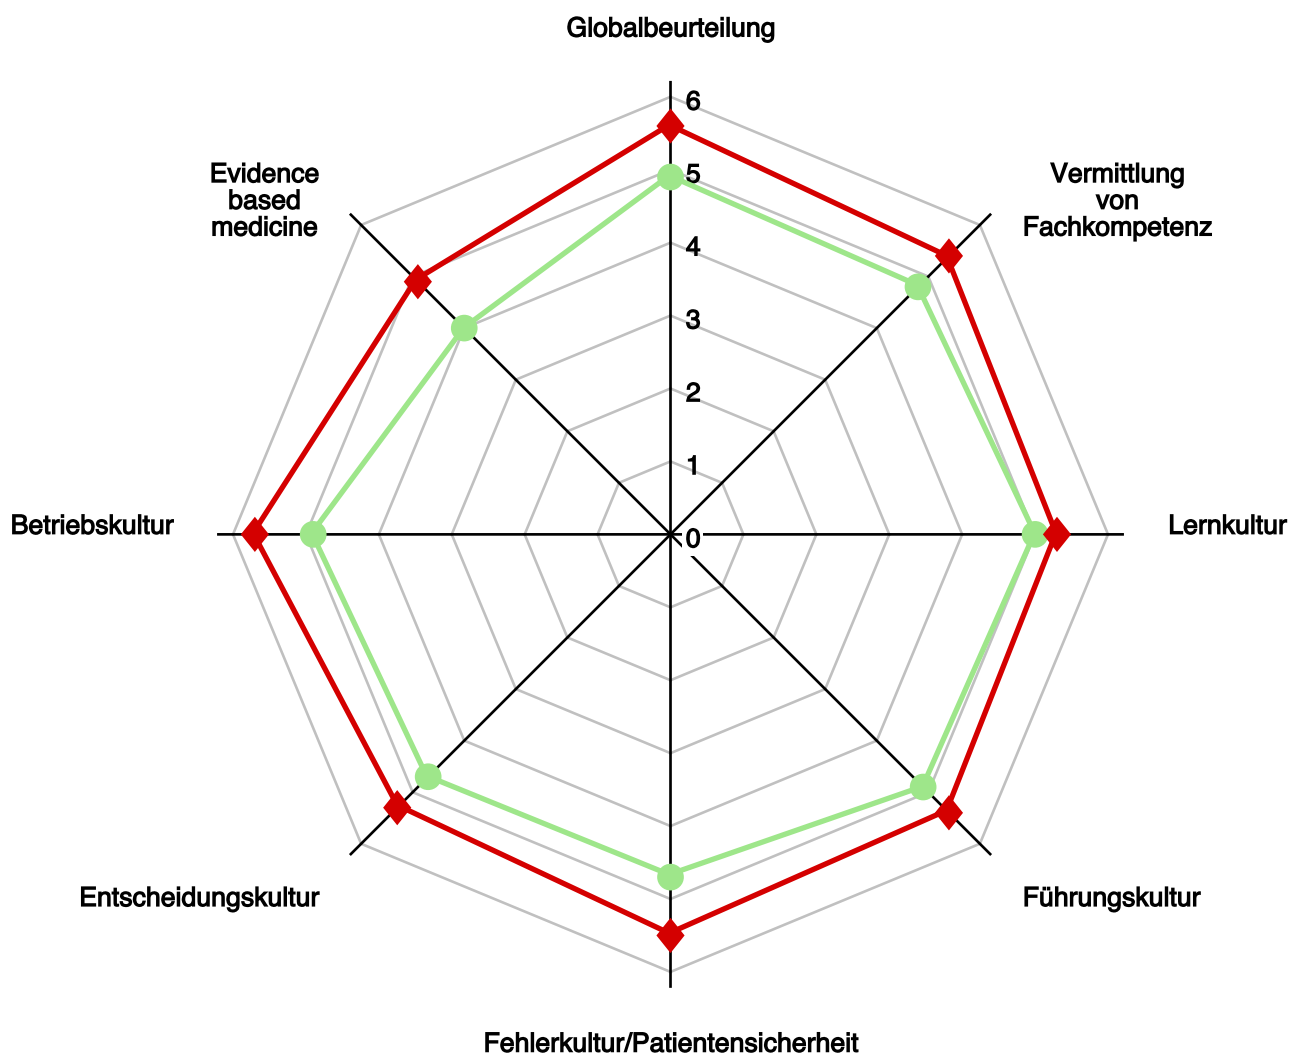 Globalbeurteilung
6
Evidence
based
medicine
5
Vermittlung
von
Fachkompetenz
4
3
2
1
Betriebskultur
0
Lernkultur
Entscheidungskultur
Führungskultur
Fehlerkultur/Patientensicherheit